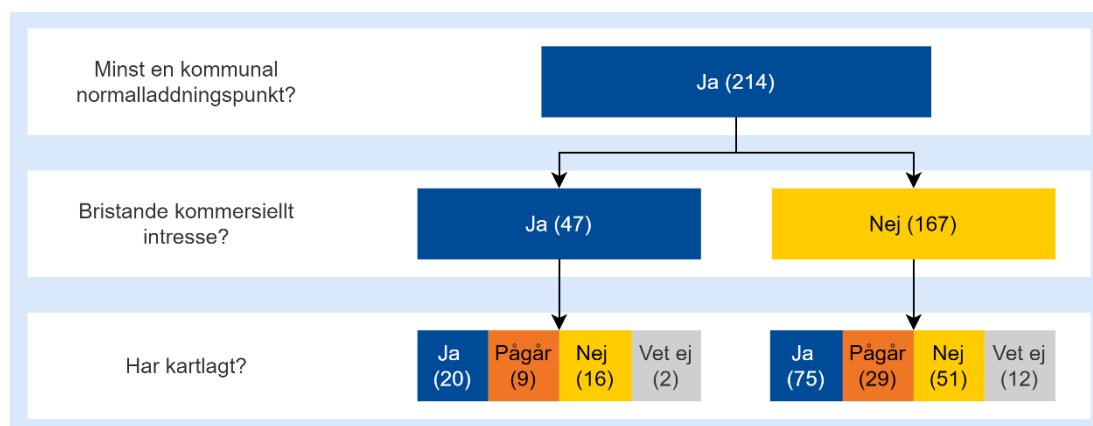 Minst en kommunal
normalladdningspunkt?
Ja (214)
Bristande kommersiellt
intresse?
Ja (47)
Nej (167)
Har kartlagt?
Ja
(20)
Pågår
(9)
Nej
(16)
Vet ej
(2)
Ja
(75)
Pågår
(29)
Nej
(51)
Vet ej
(12)